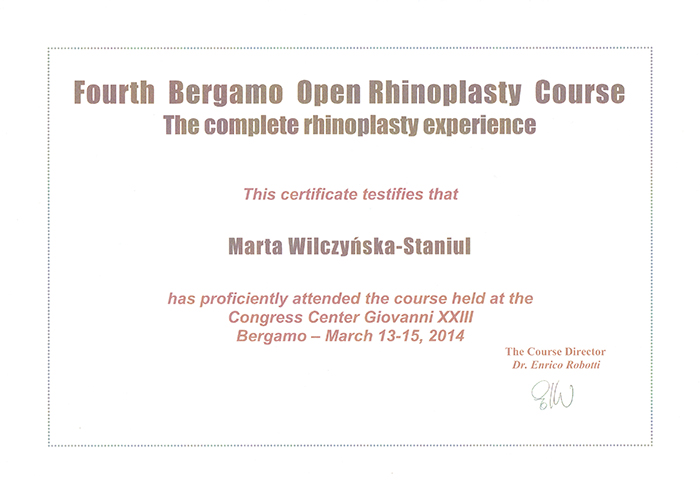 Fourth Bergamo Open Rhinoplasty Course
The complete rhinoplasty experience
This certificate testifies that
Marta Wilczyńska-Staniul
has proficiently attended the course held at the
Congress Center Giovanni XXIII
Bergamo – March 13-15, 2014
The Course Director
Dr. Enrico Robotti